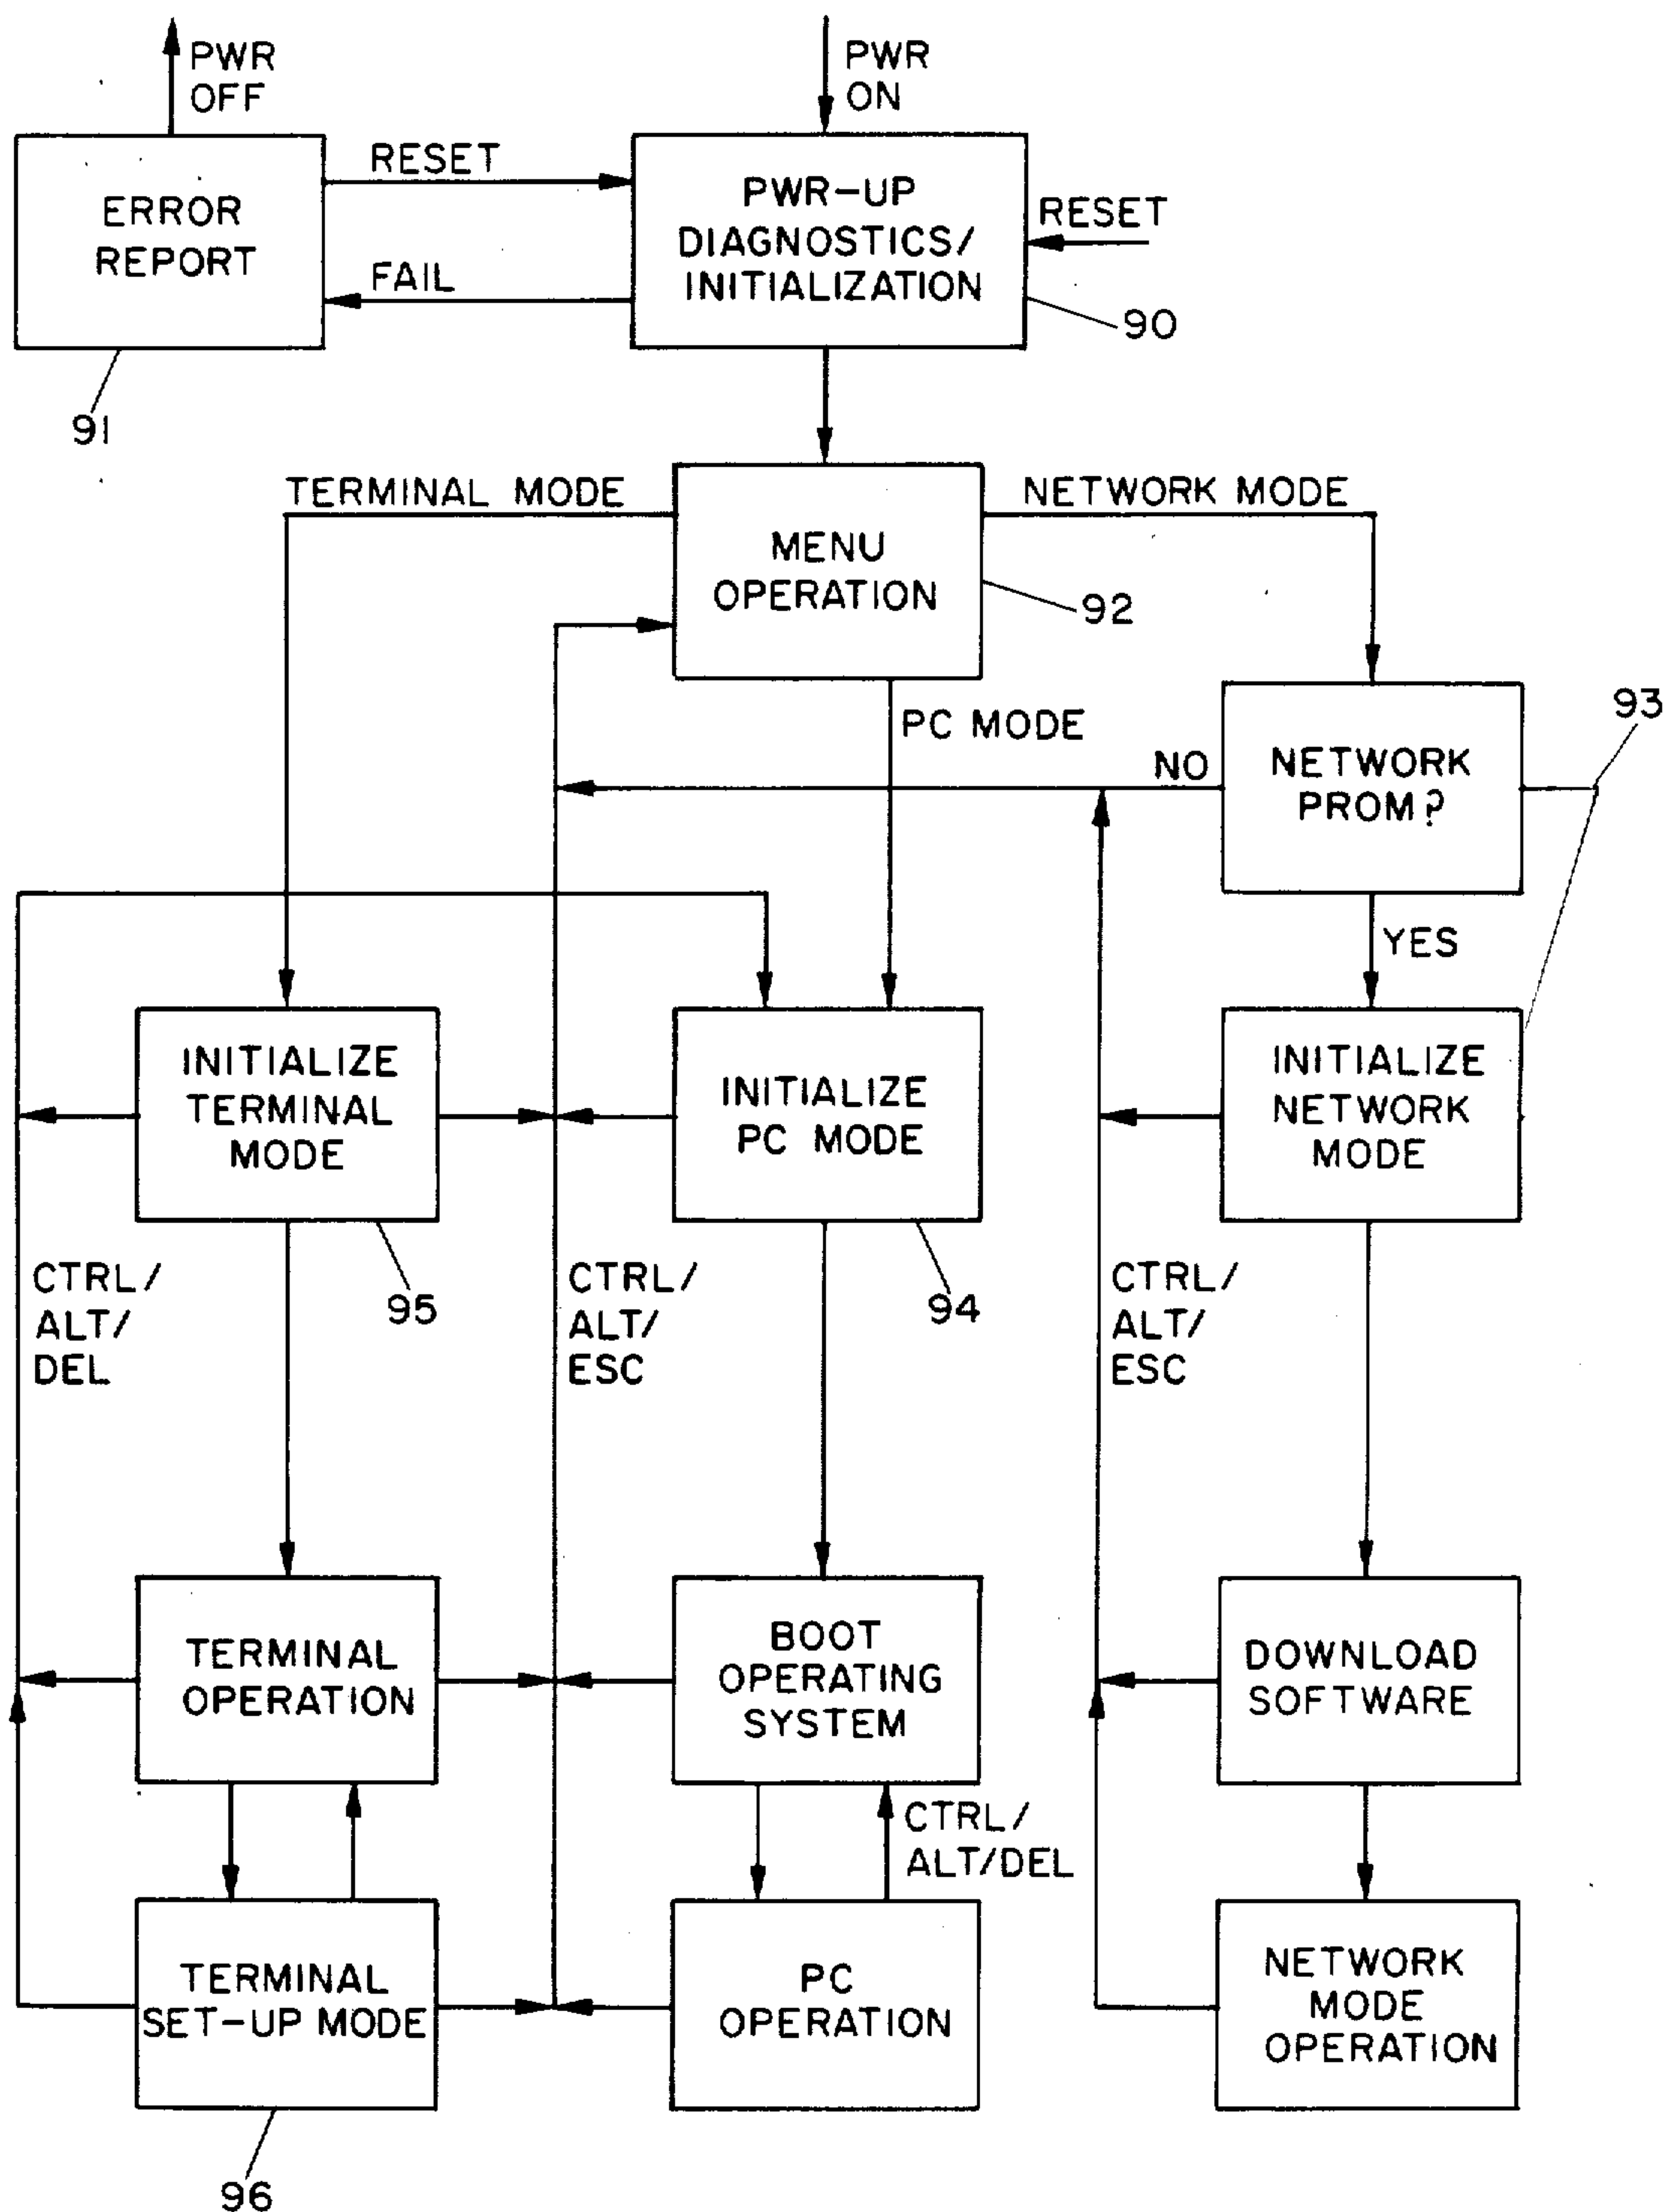 PWR
OFF
PWR
ON
ERROR
REPORT
RESET
FAIL
PWR-UP
DIAGNOSTICS/
INITIALIZATION
RESET
90
91
TERMINAL MODE
MENU
OPERATION
NETWORK MODE
92
PC MODE
NO
NETWORK
PROM?
93
YES
INITIALIZE
TERMINAL
MODE
INITIALIZE
PC MODE
INITIALIZE
NETWORK
MODE
CTRL/
ALT/
DEL
95
CTRL/
ALT/
ESC
94
CTRL/
ALT/
ESC
TERMINAL
OPERATION
BOOT
OPERATING
SYSTEM
DOWNLOAD
SOFTWARE
CTRL/
ALT/DEL
TERMINAL
SET-UP MODE
PC
OPERATION
NETWORK
MODE
OPERATION
96